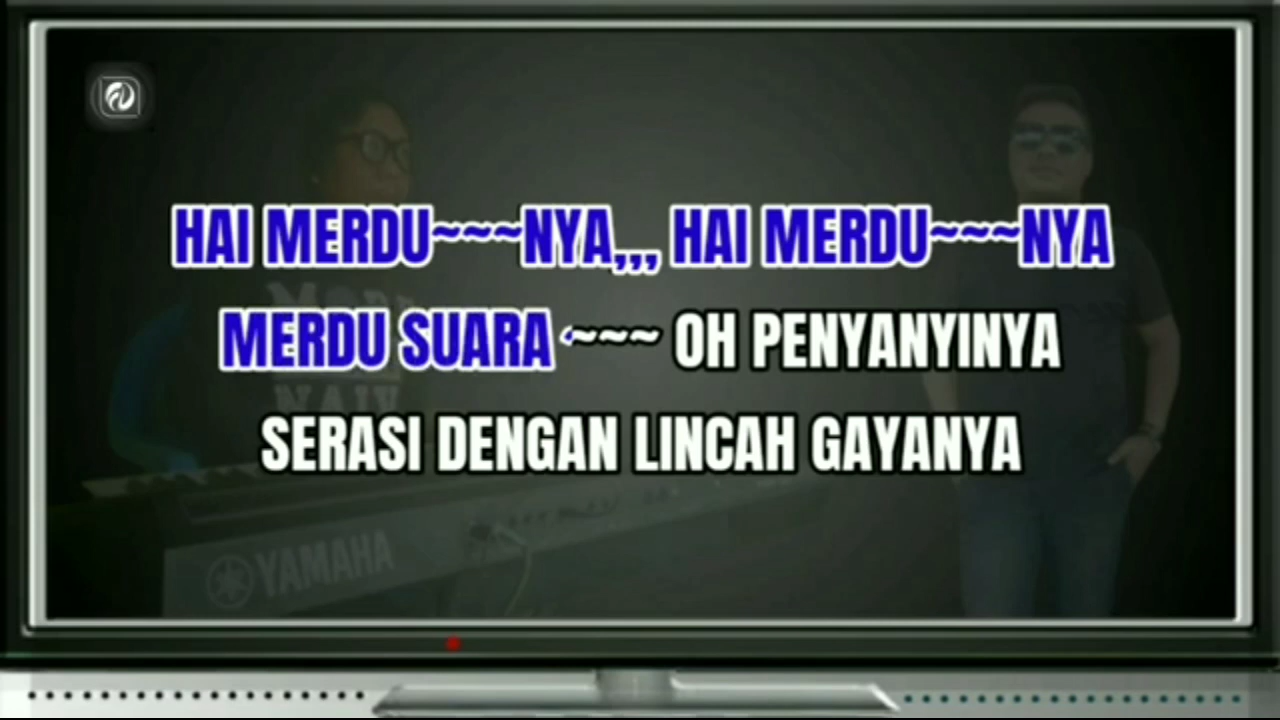 HAI MERDU~~~NYA,,, HAI MERDU~~~NYA
MERDU SUARA ~~~ OH PENYANYINYA
SERASI DENGAN LINCAH GAYANYA
YAMAHA